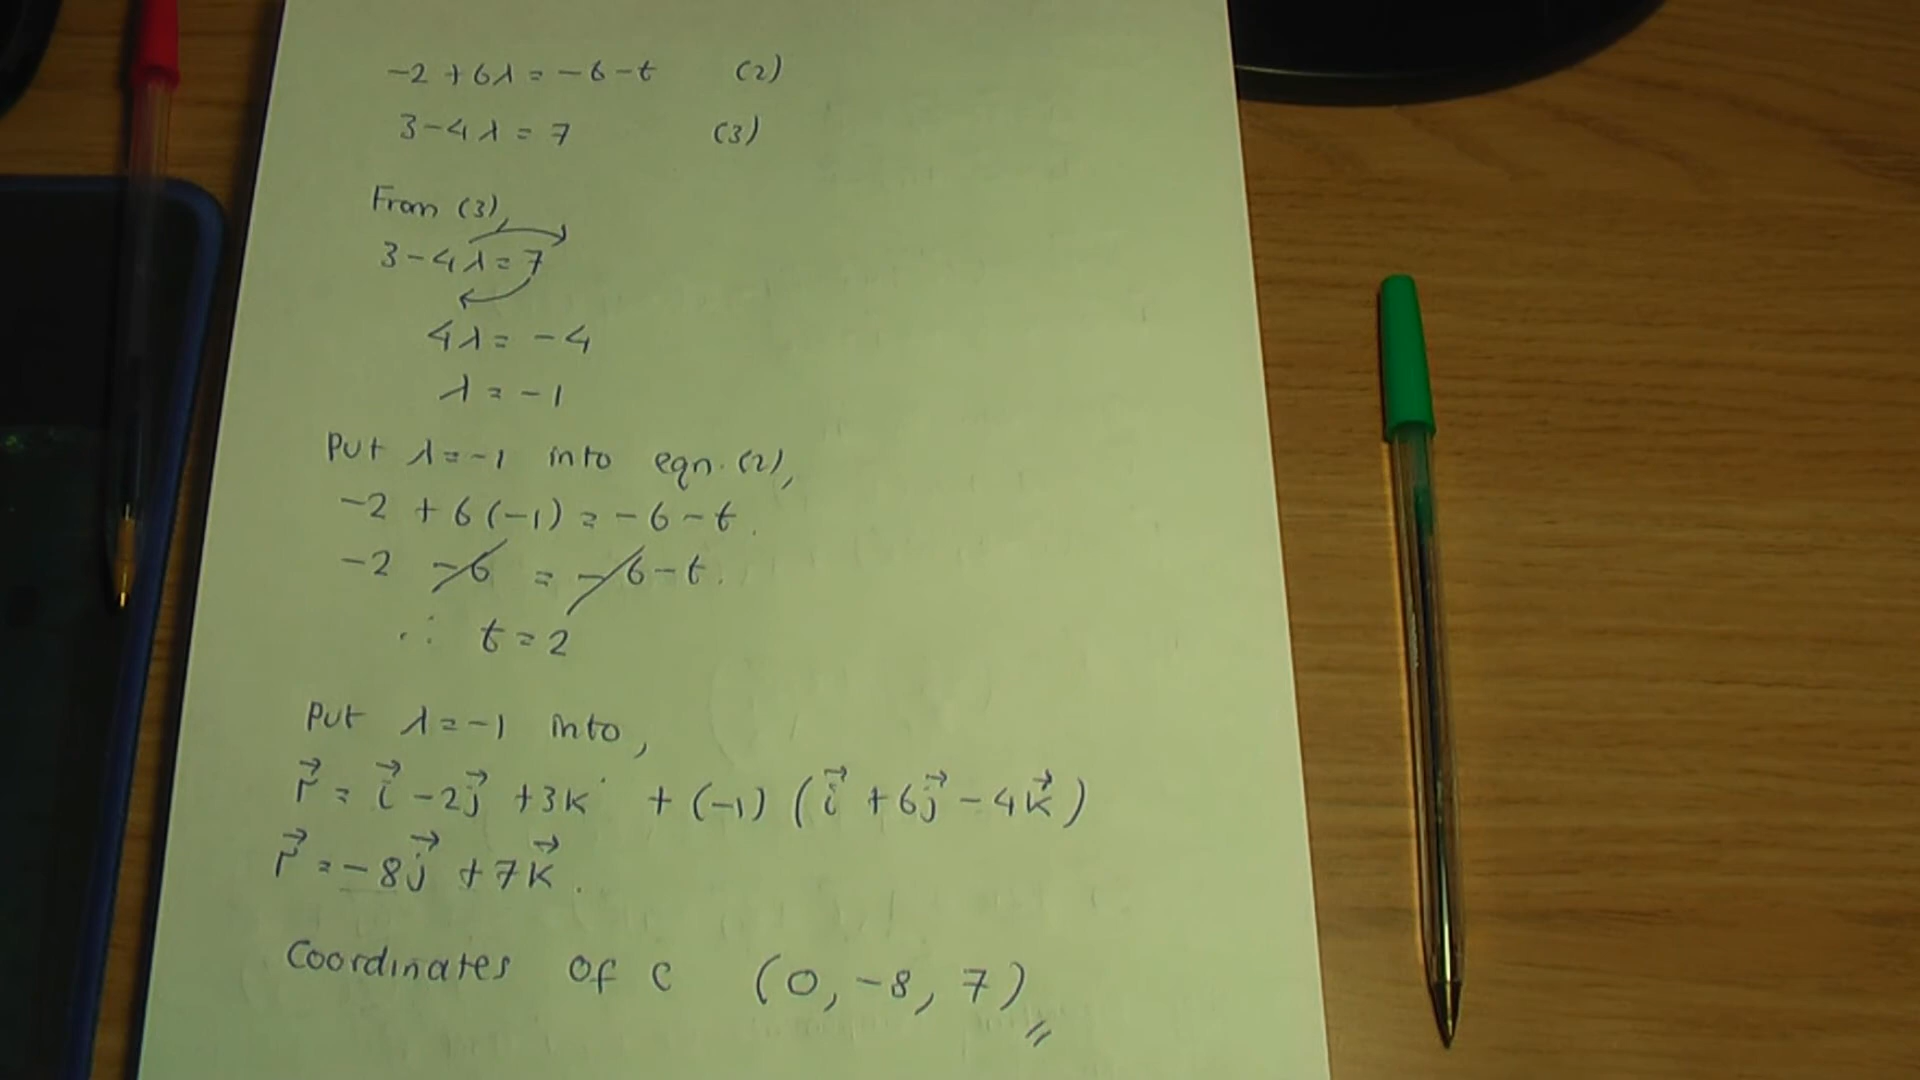 -2 + 6λ = -6 - t (2)
3 - 4λ = 7 (3)
From (3),
3 - 4λ = 7
4λ = -4
λ = -1
Put λ = -1 into eqn. (2),
-2 + 6(-1) = -6 - t.
-2 -6 = -6 - t.
∴ t = 2
Put λ = -1 into,
r⃗ = i⃗ - 2j⃗ + 3k + (-1) (i⃗ + 6j⃗ - 4k⃗)
r⃗ = -8j⃗ + 7k⃗.
Coordinates of C (0, -8, 7)